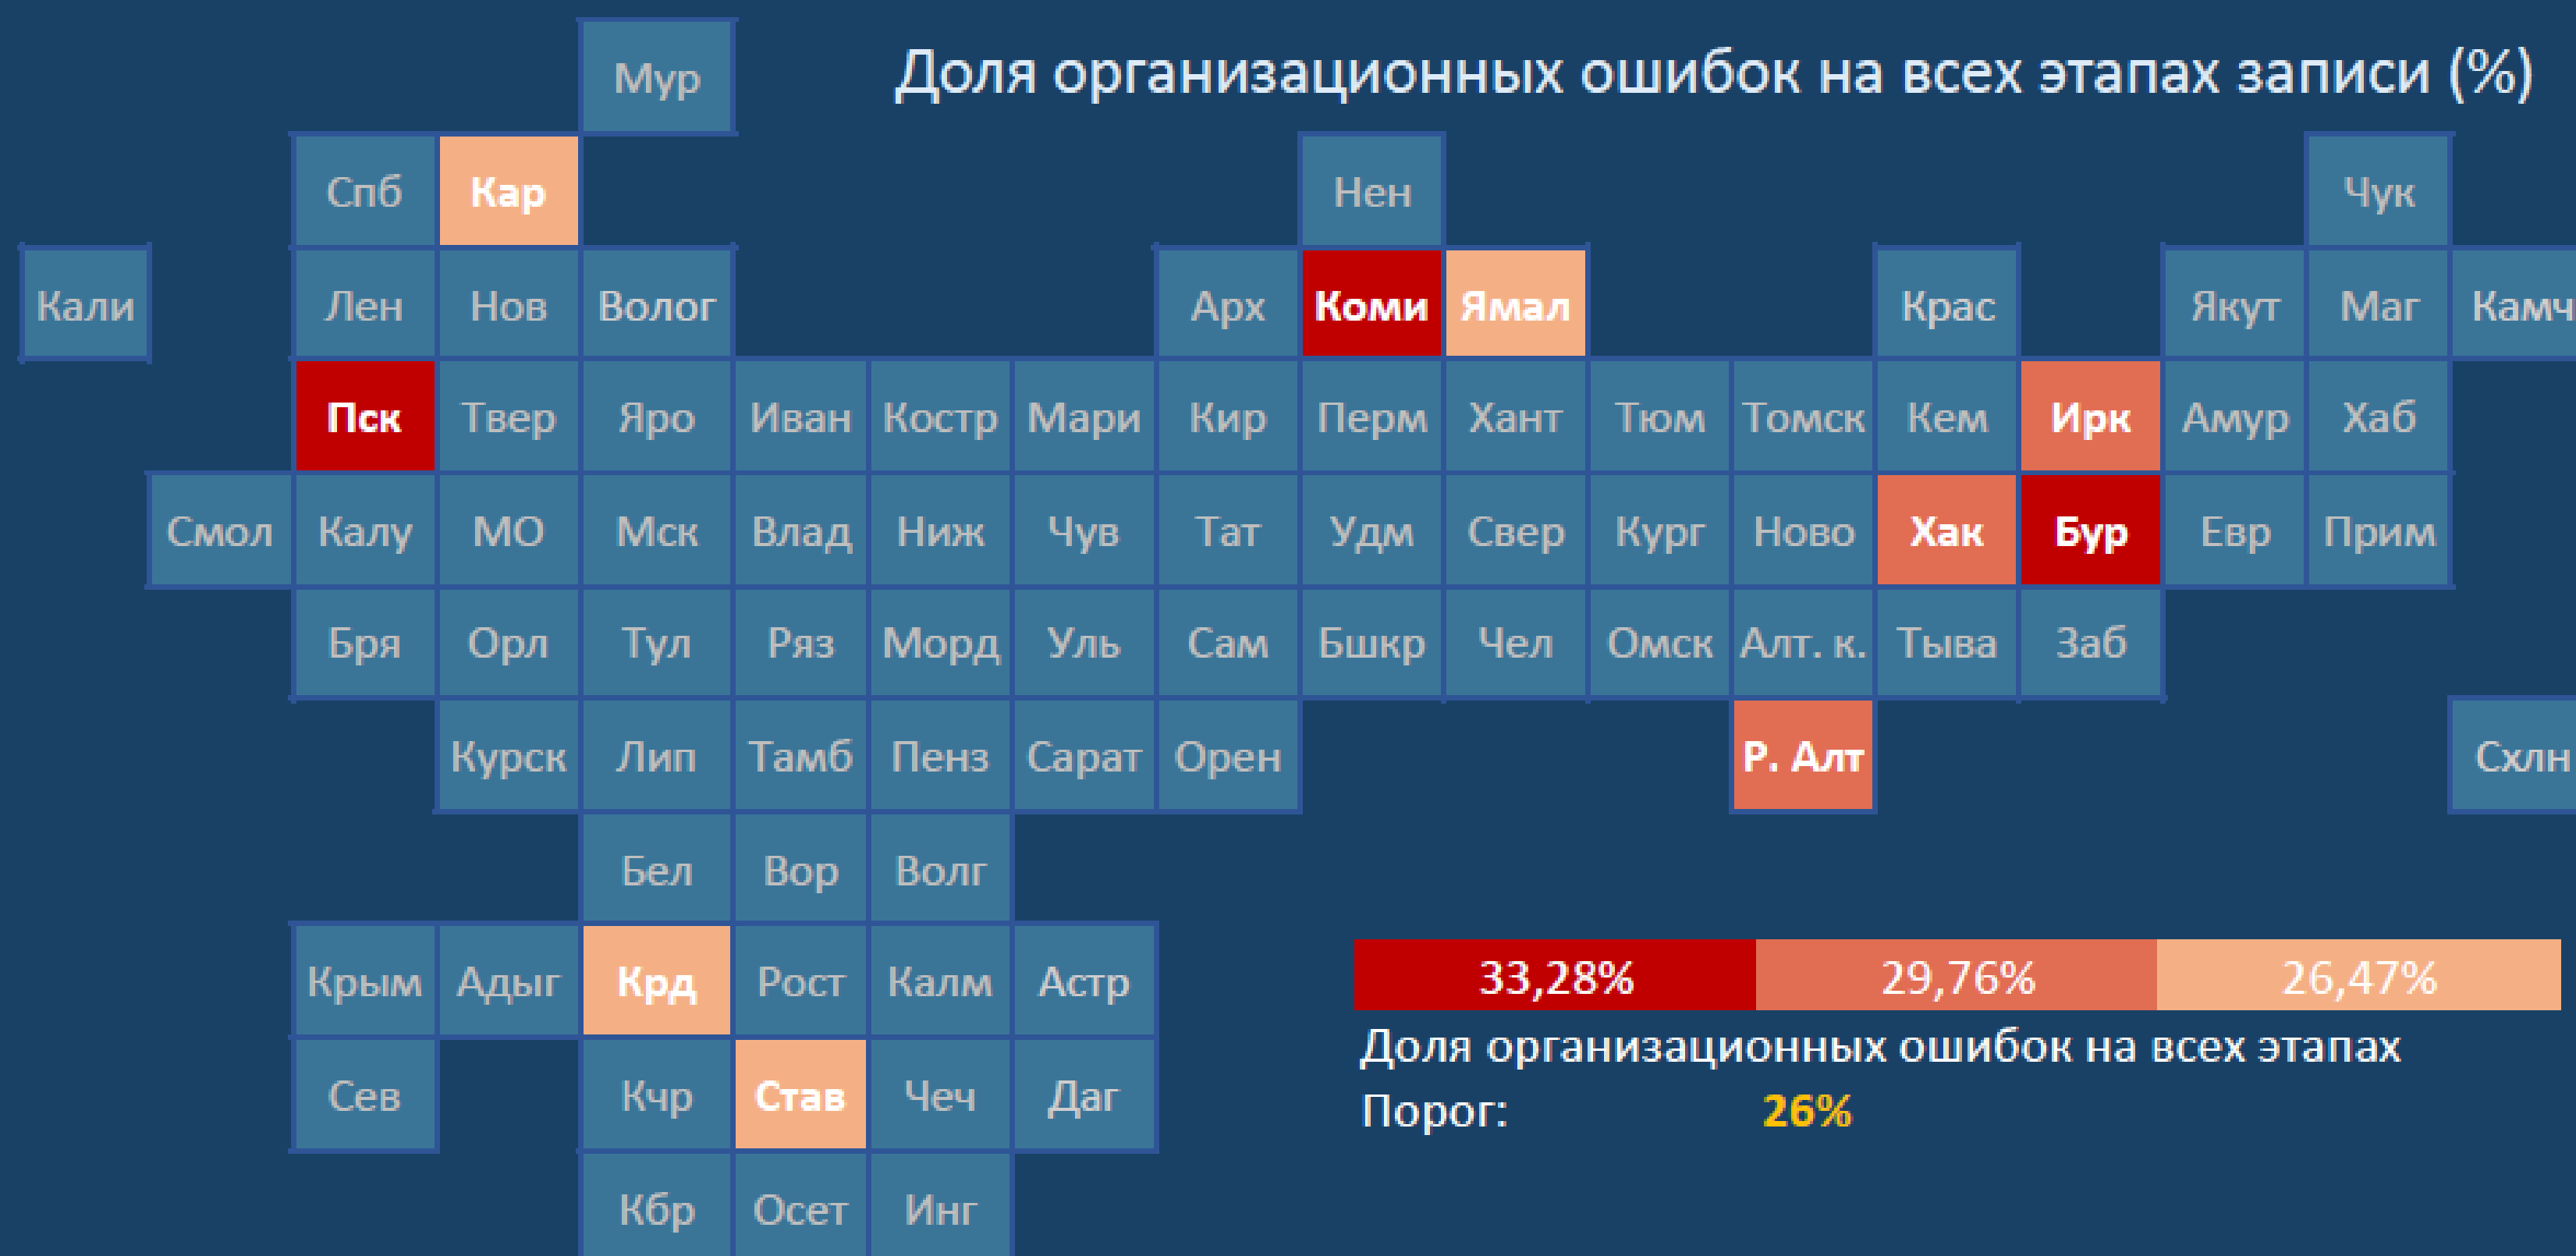 Доля организационных ошибок на всех этапах записи (%)
Мур
Спб Кар Нен Чук
Кали Лен Нов Волог Арх Коми Ямал Крас Якут Маг Камч
Пск Твер Яро Иван Костр Мари Кир Перм Хант Тюм Томск Кем Ирк Амур Хаб
Смол Калу МО Мск Влад Ниж Чув Тат Удм Свер Кург Ново Хак Бур Евр Прим
Бря Орл Тул Ряз Морд Уль Сам Бшкр Чел Омск Алт. к. Тыва Заб
Курск Лип Тамб Пенз Сарат Орен Р. Алт Схлн
Бел Вор Волг
Крым Адыг Крд Рост Калм Астр
Сев Кчр Став Чеч Даг
Кбр Осет Инг
33,28% 29,76% 26,47%
Доля организационных ошибок на всех этапах
Порог: 26%